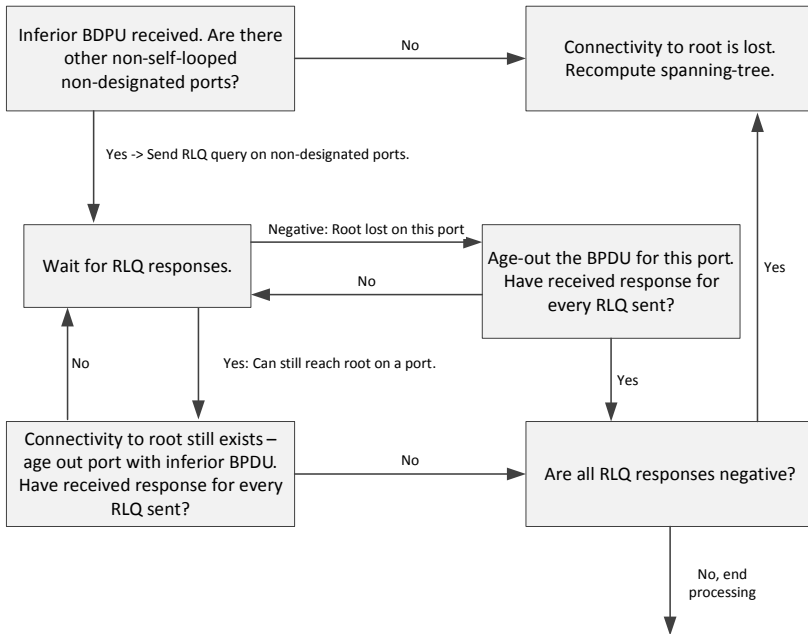 Inferior BDPU received. Are there
other non-self-looped
non-designated ports?
No
Connectivity to root is lost.
Recompute spanning-tree.
Yes -> Send RLQ query on non-designated ports.
Wait for RLQ responses.
Negative: Root lost on this port
No
Age-out the BPDU for this port.
Have received response for
every RLQ sent?
Yes
No
Yes: Can still reach root on a port.
Yes
Connectivity to root still exists –
age out port with inferior BPDU.
Have received response for every
RLQ sent?
No
Are all RLQ responses negative?
No, end
processing